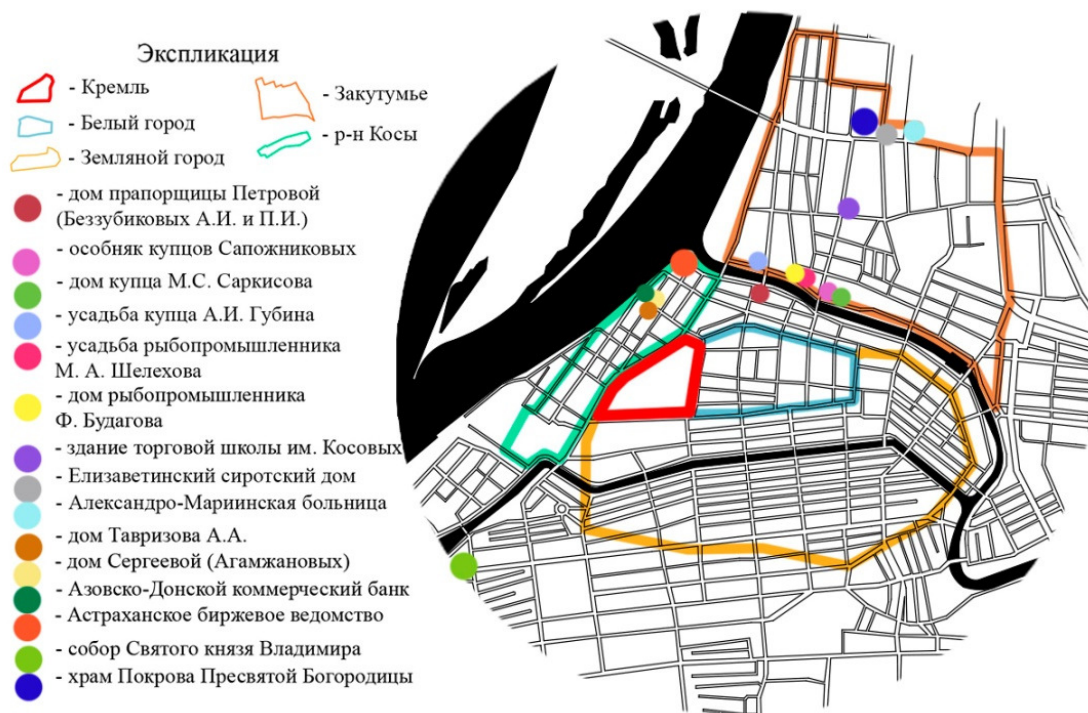 Экспликация
- Кремль
- Белый город
- Земляной город
- Закутумье
- р-н Косы
- дом прапорщицы Петровой
(Беззубиковых А.И. и П.И.)
- особняк купцов Сапожниковых
- дом купца М.С. Саркисова
- усадьба купца А.И. Губина
- усадьба рыбопромышленника
М. А. Шелехова
- дом рыбопромышленника
Ф. Будагова
- здание торговой школы им. Косовых
- Елизаветинский сиротский дом
- Александро-Мариинская больница
- дом Тавризова А.А.
- дом Сергеевой (Агамжановых)
- Азовско-Донской коммерческий банк
- Астраханское биржевое ведомство
- собор Святого князя Владимира
- храм Покрова Пресвятой Богородицы